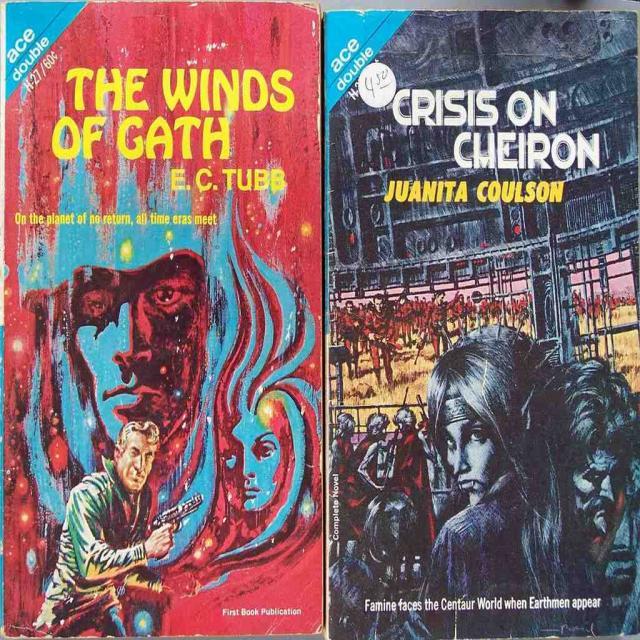 ace
double
H-27/60¢
THE WINDS
OF GATH
E. C. TUBB
On the planet of no return, all time eras meet
First Book Publication
ace
double
4.50
CRISIS ON
CHEIRON
JUANITA COULSON
Complete Novel
Famine faces the Centaur World when Earthmen appear